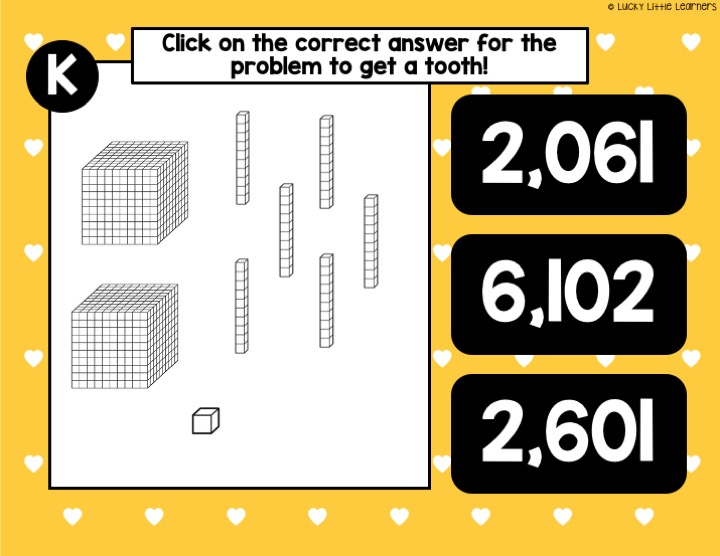 © Lucky Little Learners
Click on the correct answer for the
problem to get a tooth!
K
2,061
6,102
2,601